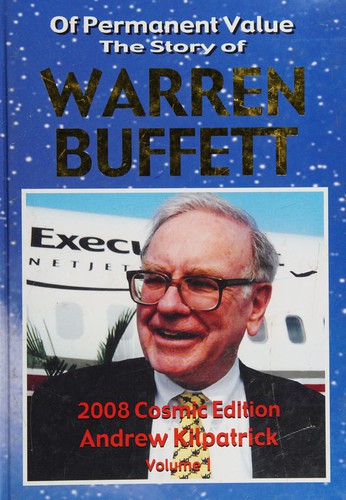 Of Permanent Value
The Story of
WARREN
BUFFETT
Execu
NETJET
2008 Cosmic Edition
Andrew Kilpatrick
Volume 1